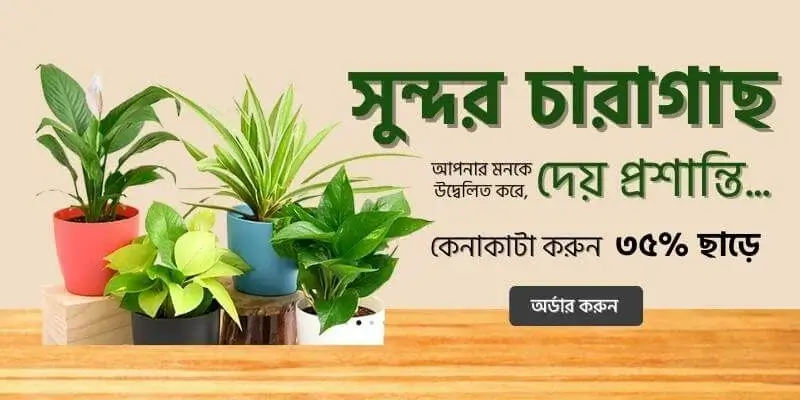 সুন্দর চারাগাছ
আপনার মনকে
উদ্বেলিত করে, দেয় প্রশান্তি...
কেনাকাটা করুন ৩৫% ছাড়ে
অর্ডার করুন